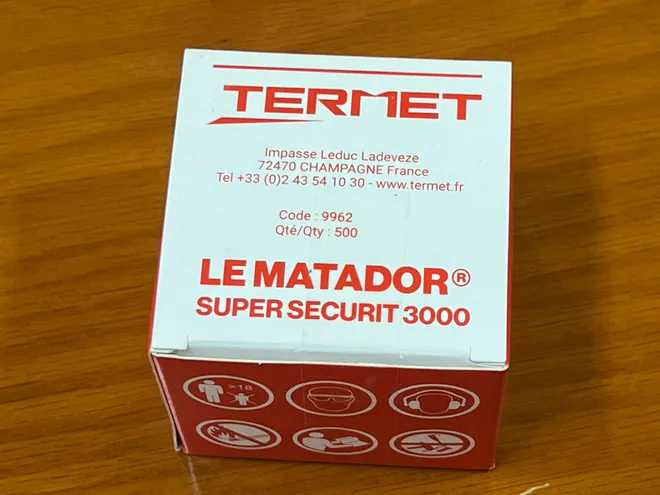 TERMET
Impasse Leduc Ladeveze
72470 CHAMPAGNE France
Tel +33 (0)2 43 54 10 30 - www.termet.fr
Code : 9962
Qté/Qty : 500
LE MATADOR®
SUPER SECURIT 3000
>18